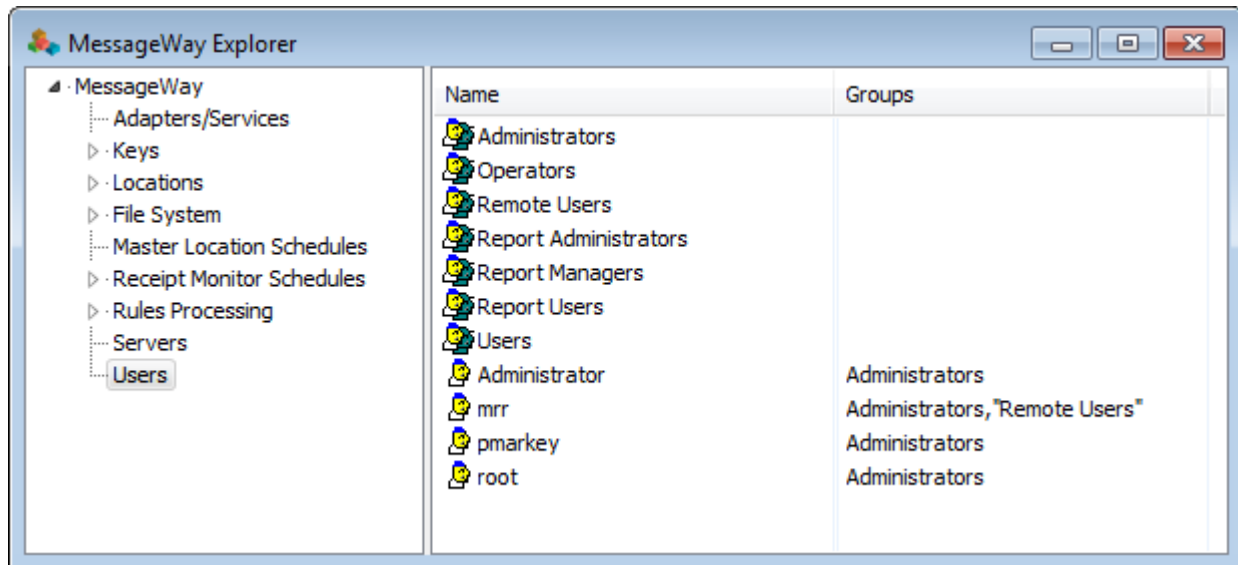 MessageWay Explorer
MessageWay
Adapters/Services
Keys
Locations
File System
Master Location Schedules
Receipt Monitor Schedules
Rules Processing
Servers
Users
Name Groups
Administrators
Operators
Remote Users
Report Administrators
Report Managers
Report Users
Users
Administrator Administrators
mrr Administrators,"Remote Users"
pmarkey Administrators
root Administrators